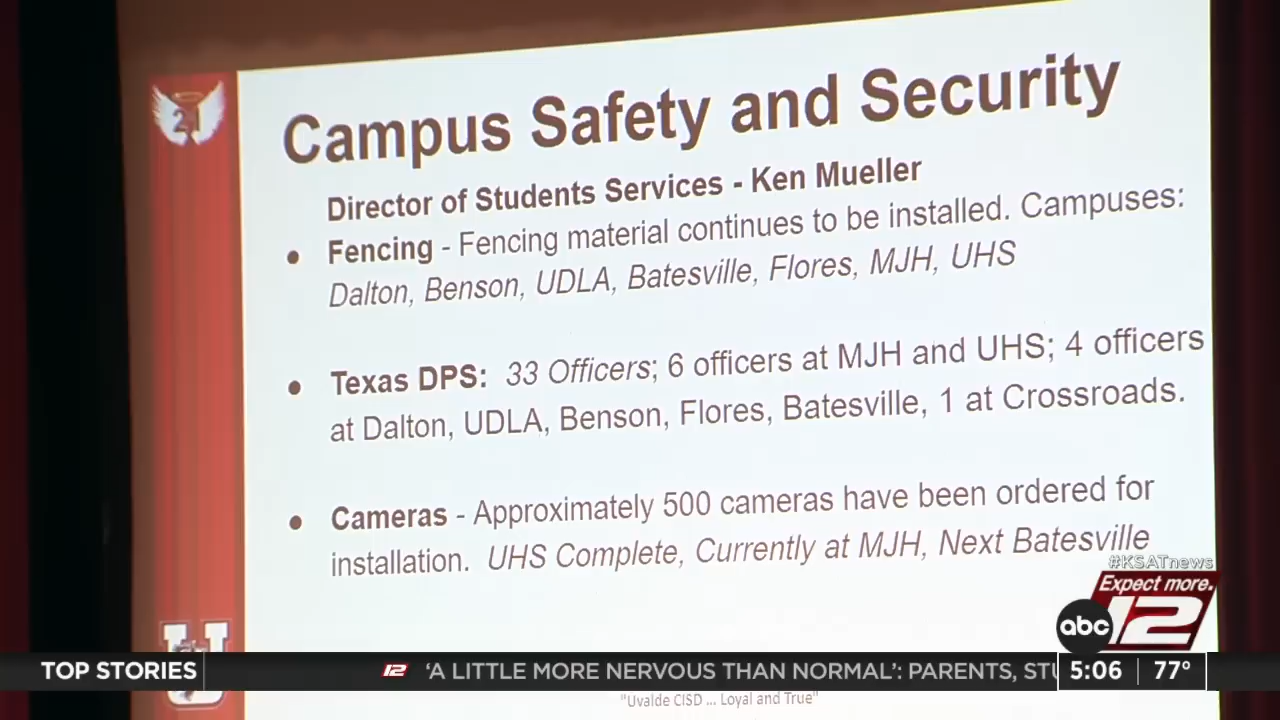 21
Campus Safety and Security
Director of Students Services - Ken Mueller
● Fencing - Fencing material continues to be installed. Campuses:
Dalton, Benson, UDLA, Batesville, Flores, MJH, UHS
● Texas DPS: 33 Officers; 6 officers at MJH and UHS; 4 officers
at Dalton, UDLA, Benson, Flores, Batesville, 1 at Crossroads.
● Cameras - Approximately 500 cameras have been ordered for
installation. UHS Complete, Currently at MJH, Next Batesville
#KSATnews
Expect more.
abc 12
U
TOP STORIES 12 ‘A LITTLE MORE NERVOUS THAN NORMAL’: PARENTS, STU 5:06 77°
"Uvalde CISD ... Loyal and True"